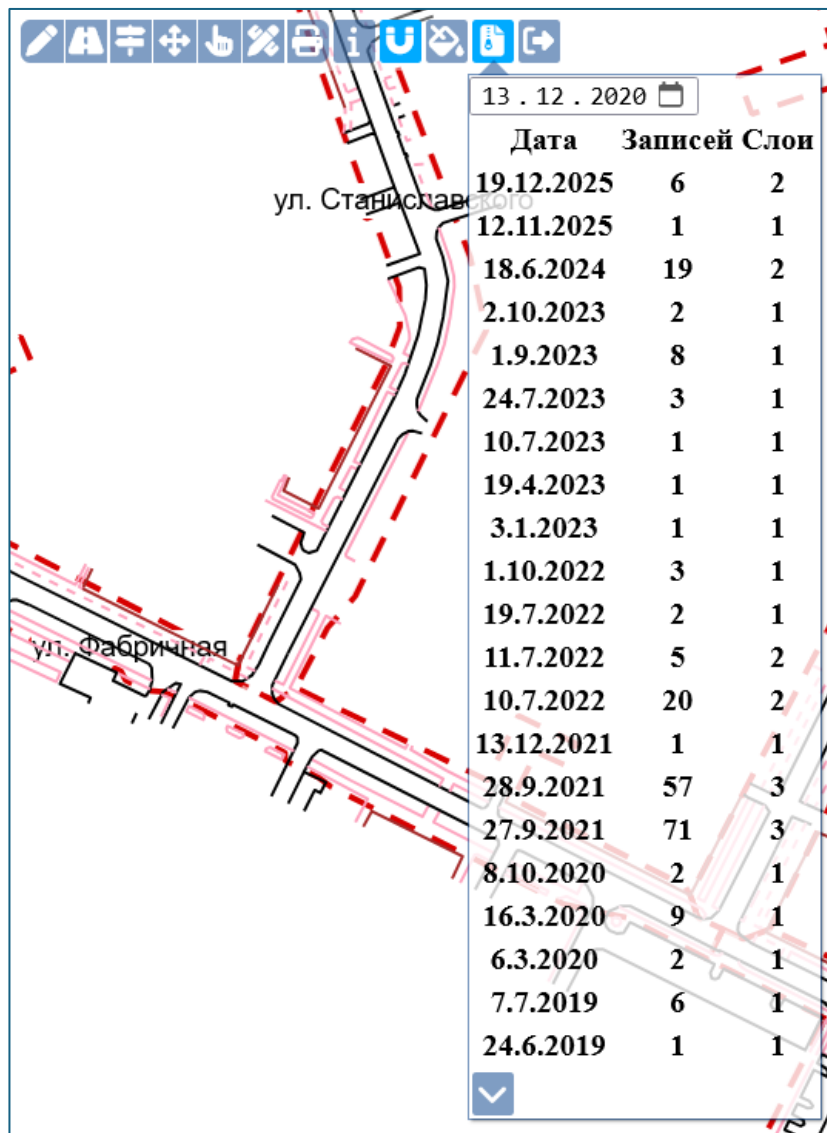 i
13.12.2020
Дата Записей Слои
19.12.2025 6 2
ул. Станиславского
12.11.2025 1 1
18.6.2024 19 2
2.10.2023 2 1
1.9.2023 8 1
24.7.2023 3 1
10.7.2023 1 1
19.4.2023 1 1
3.1.2023 1 1
1.10.2022 3 1
19.7.2022 2 1
ул. Фабричная
11.7.2022 5 2
10.7.2022 20 2
13.12.2021 1 1
28.9.2021 57 3
27.9.2021 71 3
8.10.2020 2 1
16.3.2020 9 1
6.3.2020 2 1
7.7.2019 6 1
24.6.2019 1 1